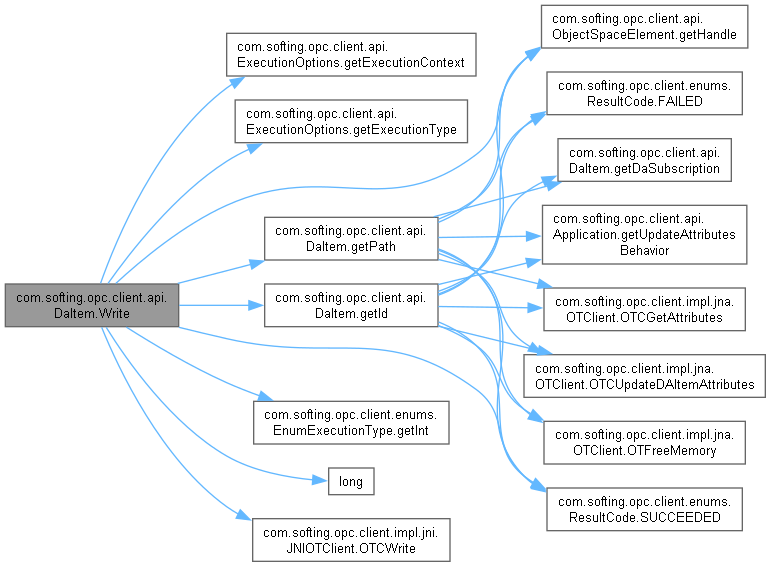 com.softing.opc.client.api.
DaItem.Write
com.softing.opc.client.api.
ExecutionOptions.getExecutionContext
com.softing.opc.client.api.
ExecutionOptions.getExecutionType
com.softing.opc.client.api.
DaItem.getPath
com.softing.opc.client.api.
DaItem.getId
com.softing.opc.client.enums.
EnumExecutionType.getInt
long
com.softing.opc.client.impl.jni.
JNIOTClient.OTCWrite
com.softing.opc.client.api.
ObjectSpaceElement.getHandle
com.softing.opc.client.enums.
ResultCode.FAILED
com.softing.opc.client.api.
DaItem.getDaSubscription
com.softing.opc.client.api.
Application.getUpdateAttributes
Behavior
com.softing.opc.client.impl.jna.
OTClient.OTCGetAttributes
com.softing.opc.client.impl.jna.
OTClient.OTCUpdateDAItemAttributes
com.softing.opc.client.impl.jna.
OTClient.OTFreeMemory
com.softing.opc.client.enums.
ResultCode.SUCCEEDED